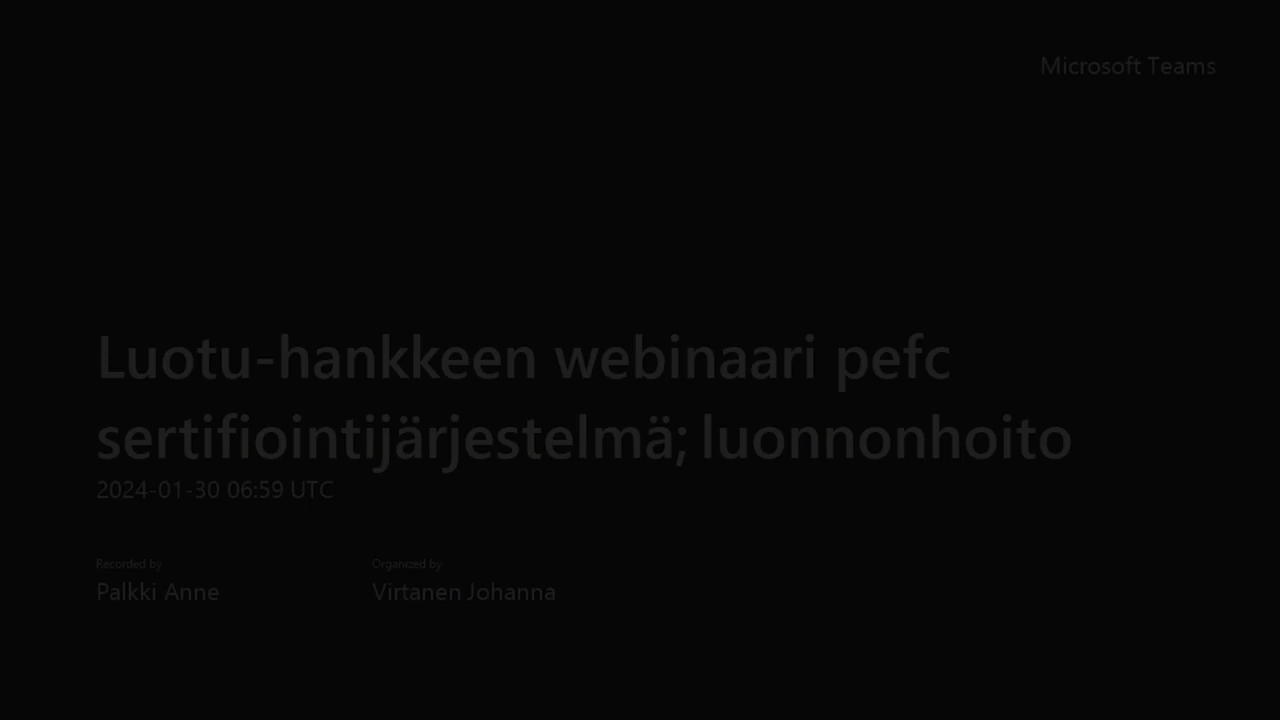 Microsoft Teams
Luotu-hankkeen webinaari pefc
sertifiointijärjestelmä; luonnonhoito
2024-01-30 06:59 UTC
Recorded by
Organized by
Palkki Anne
Virtanen Johanna